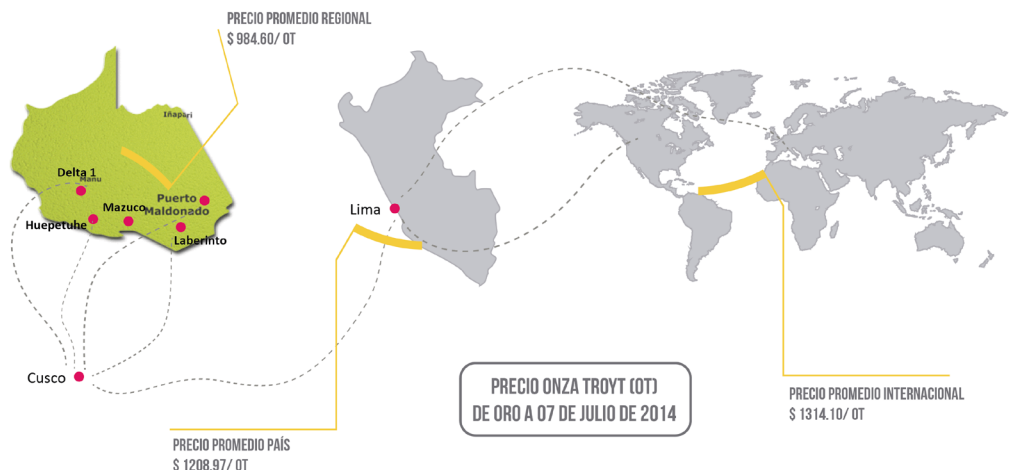 PRECIO PROMEDIO REGIONAL
$ 984.60/ OT
Iñapari
Delta 1
Manu
Mazuco
Puerto
Maldonado
Huepetuhe
Laberinto
Lima
Cusco
PRECIO ONZA TROYT (OT)
DE ORO A 07 DE JULIO DE 2014
PRECIO PROMEDIO INTERNACIONAL
$ 1314.10/ OT
PRECIO PROMEDIO PAÍS
$ 1208.97/ OT